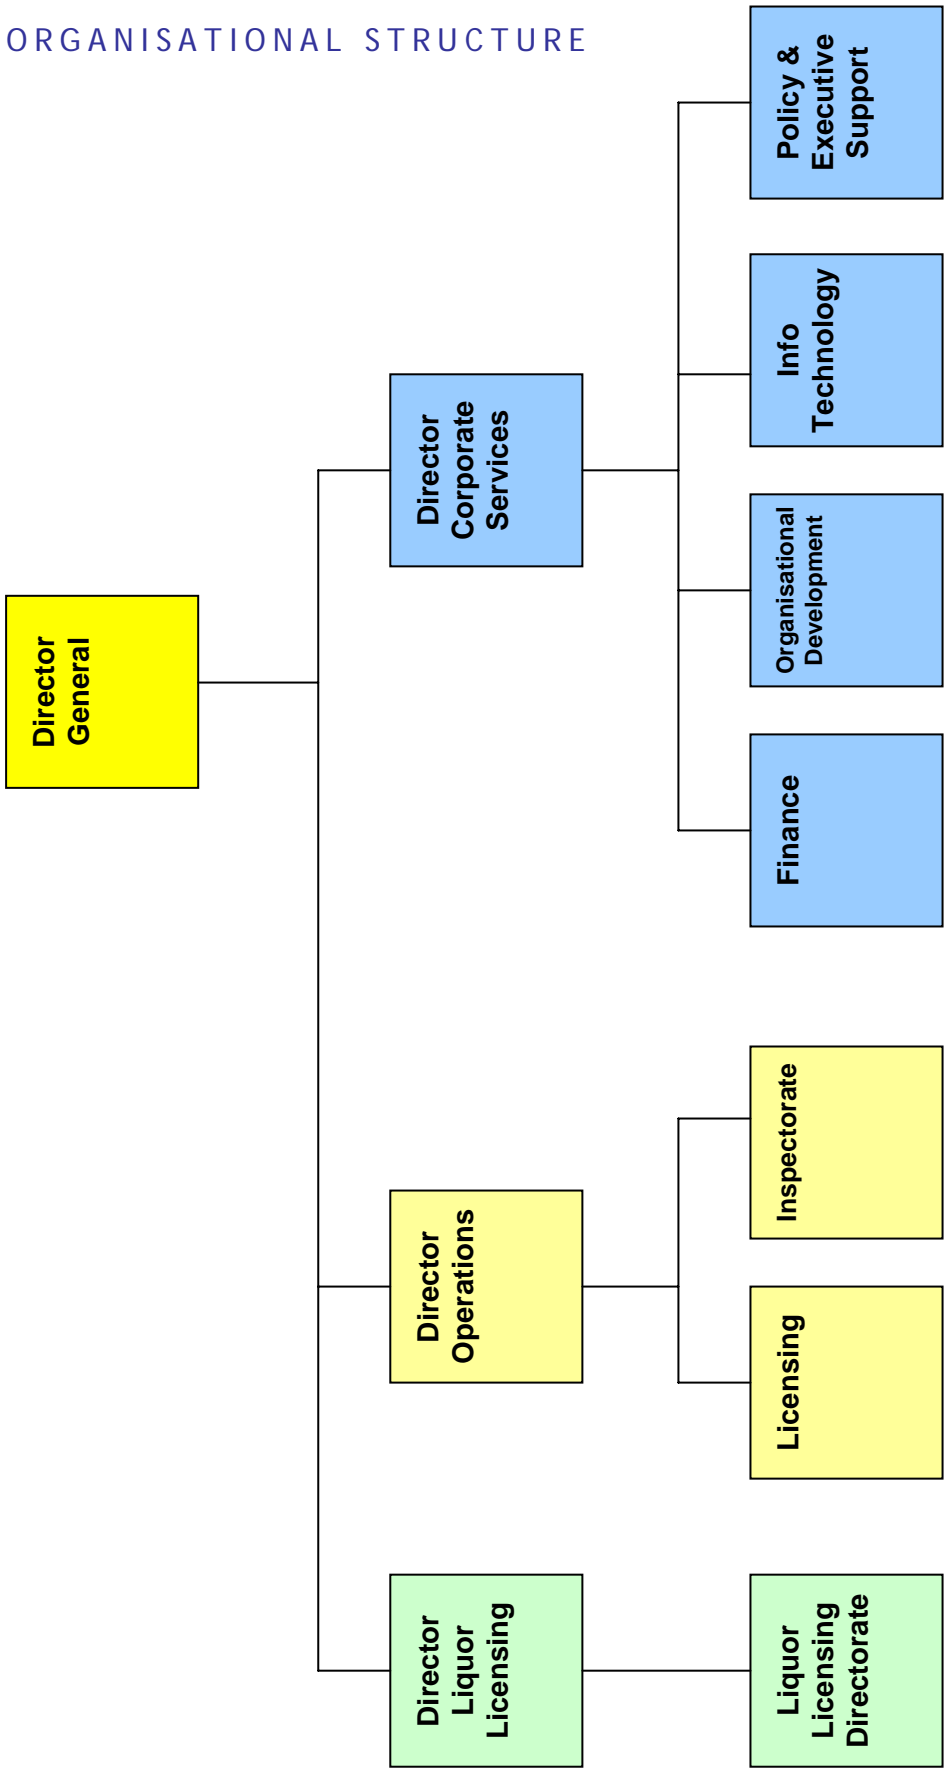 ORGANISATIONAL STRUCTURE
Director
General
Director
Liquor
Licensing
Director
Operations
Director
Corporate
Services
Liquor
Licensing
Directorate
Licensing
Inspectorate
Finance
Organisational
Development
Info
Technology
Policy &
Executive
Support